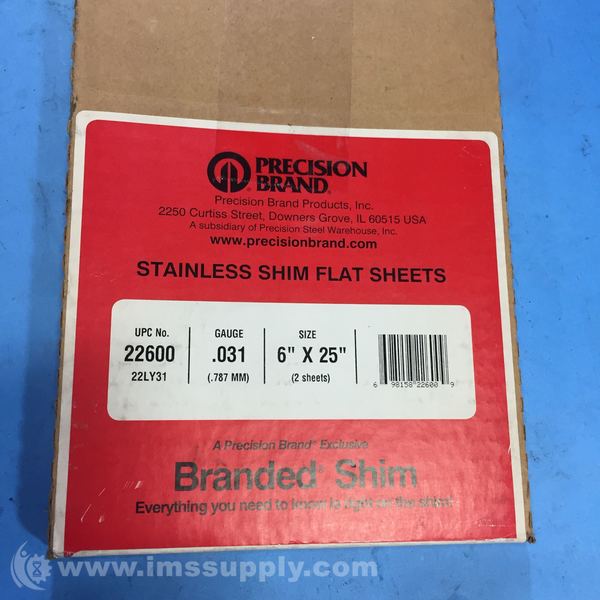 PRECISION
BRAND®
Precision Brand Products, Inc.
2250 Curtiss Street, Downers Grove, IL 60515 USA
A subsidiary of Precision Steel Warehouse, Inc.
www.precisionbrand.com
STAINLESS SHIM FLAT SHEETS
UPC No. GAUGE SIZE
22600 .031 6" X 25"
22LY31 (.787 MM) (2 sheets)
6 98158 22600 9
A Precision Brand® Exclusive
Branded® Shim
Everything you need to know is right on the shim!
www.imssupply.com